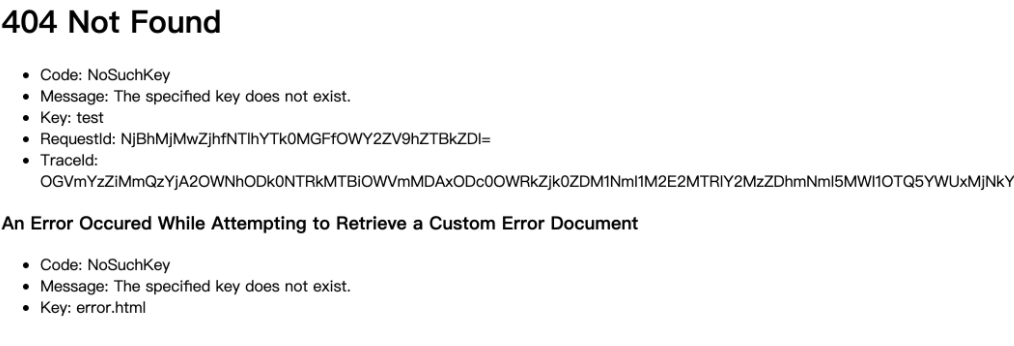 404 Not Found
• Code: NoSuchKey
• Message: The specified key does not exist.
• Key: test
• RequestId: NjBhMjMwZjhfNTlhYTk0MGFfOWY2ZV9hZTBkZDI=
• TraceId:
OGVmYzZiMmQzYjA2OWNhODk0NTRkMTBiOWVmMDAxODc0OWRkZjk0ZDM1NmI1M2E2MTRlY2MzZDhmNmI5MWI1OTQ5YWUxMjNkY
An Error Occured While Attempting to Retrieve a Custom Error Document
• Code: NoSuchKey
• Message: The specified key does not exist.
• Key: error.html